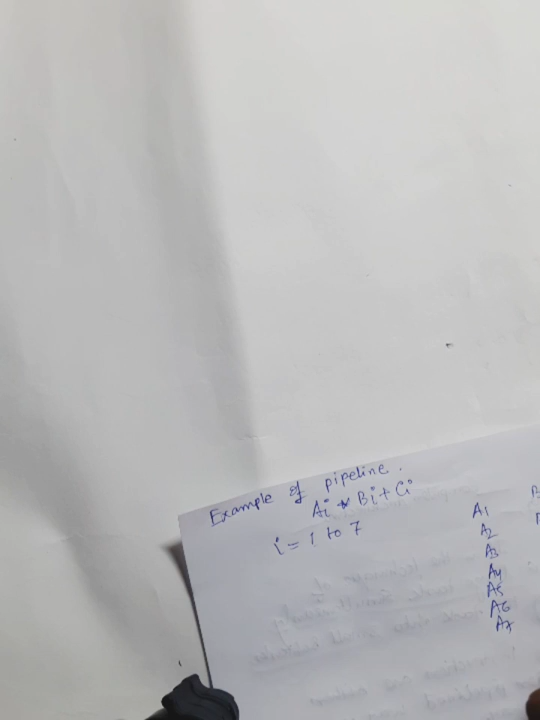 Example of pipeline.
Ai * Bi + Ci
i = 1 to 7
A1
A2
A3
A4
A5
A6
A7